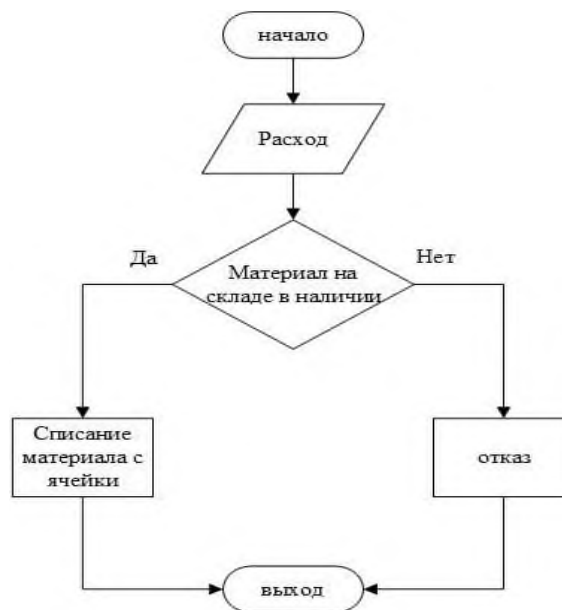 начало
Расход
Да
Нет
Материал на
складе в наличии
Списание
материала с
ячейки
отказ
выход